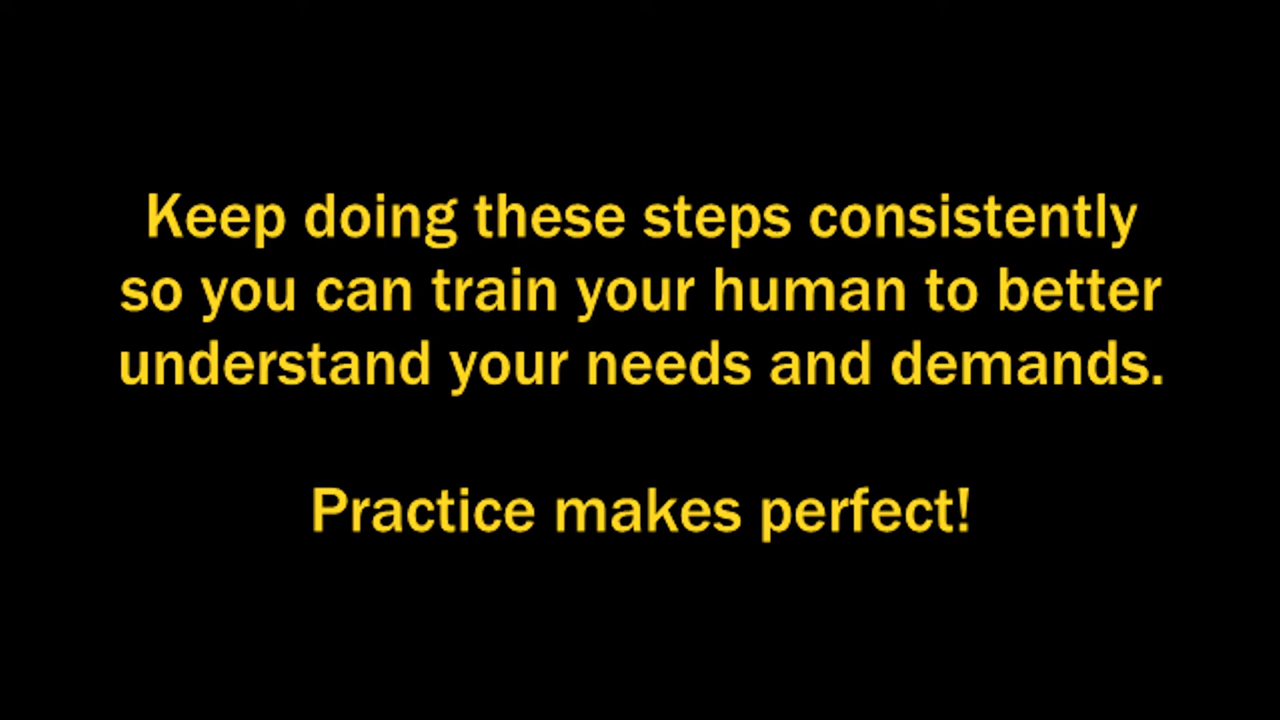 Keep doing these steps consistently
so you can train your human to better
understand your needs and demands.
Practice makes perfect!